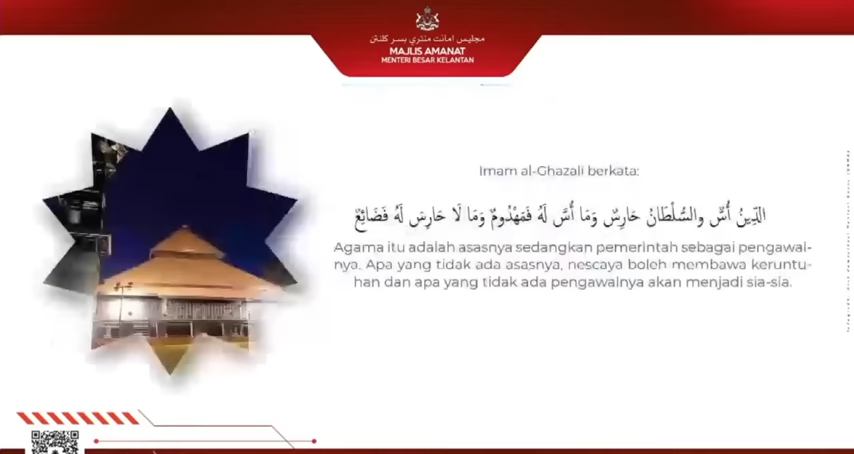 مجليس امانت منتري بسر كلنتن
MAJLIS AMANAT
MENTERI BESAR KELANTAN
Imam al-Ghazali berkata:
الدِّينُ أُسٌّ والسُّلْطَانُ حَارِسٌ وَمَا أُسَّ لَهُ فَمَهْدُومٌ وَمَا لَا حَارِسَ لَهُ فَضَائِعٌ
Agama itu adalah asasnya sedangkan pemerintah sebagai pengawal-
nya. Apa yang tidak ada asasnya, nescaya boleh membawa keruntu-
han dan apa yang tidak ada pengawalnya akan menjadi sia-sia.